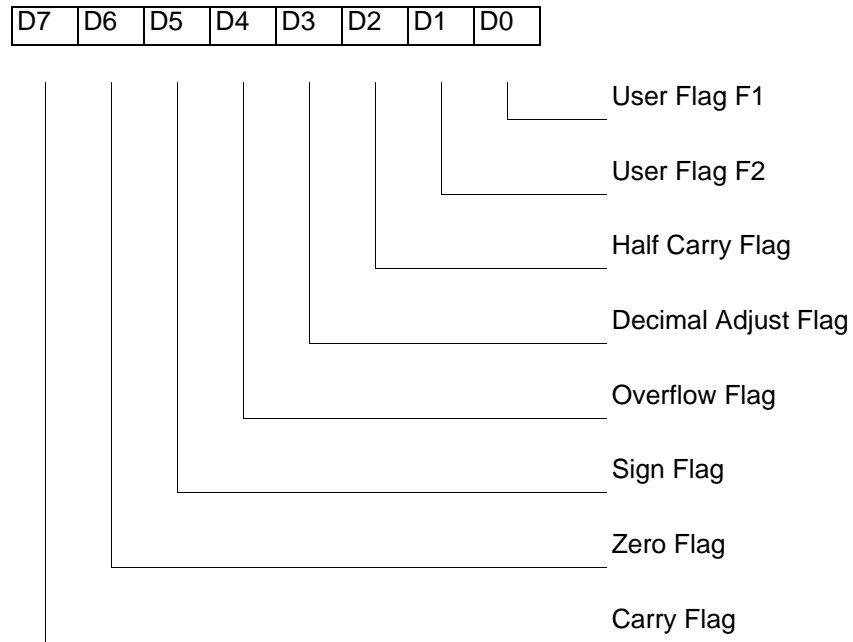 D7 D6 D5 D4 D3 D2 D1 D0
User Flag F1
User Flag F2
Half Carry Flag
Decimal Adjust Flag
Overflow Flag
Sign Flag
Zero Flag
Carry Flag